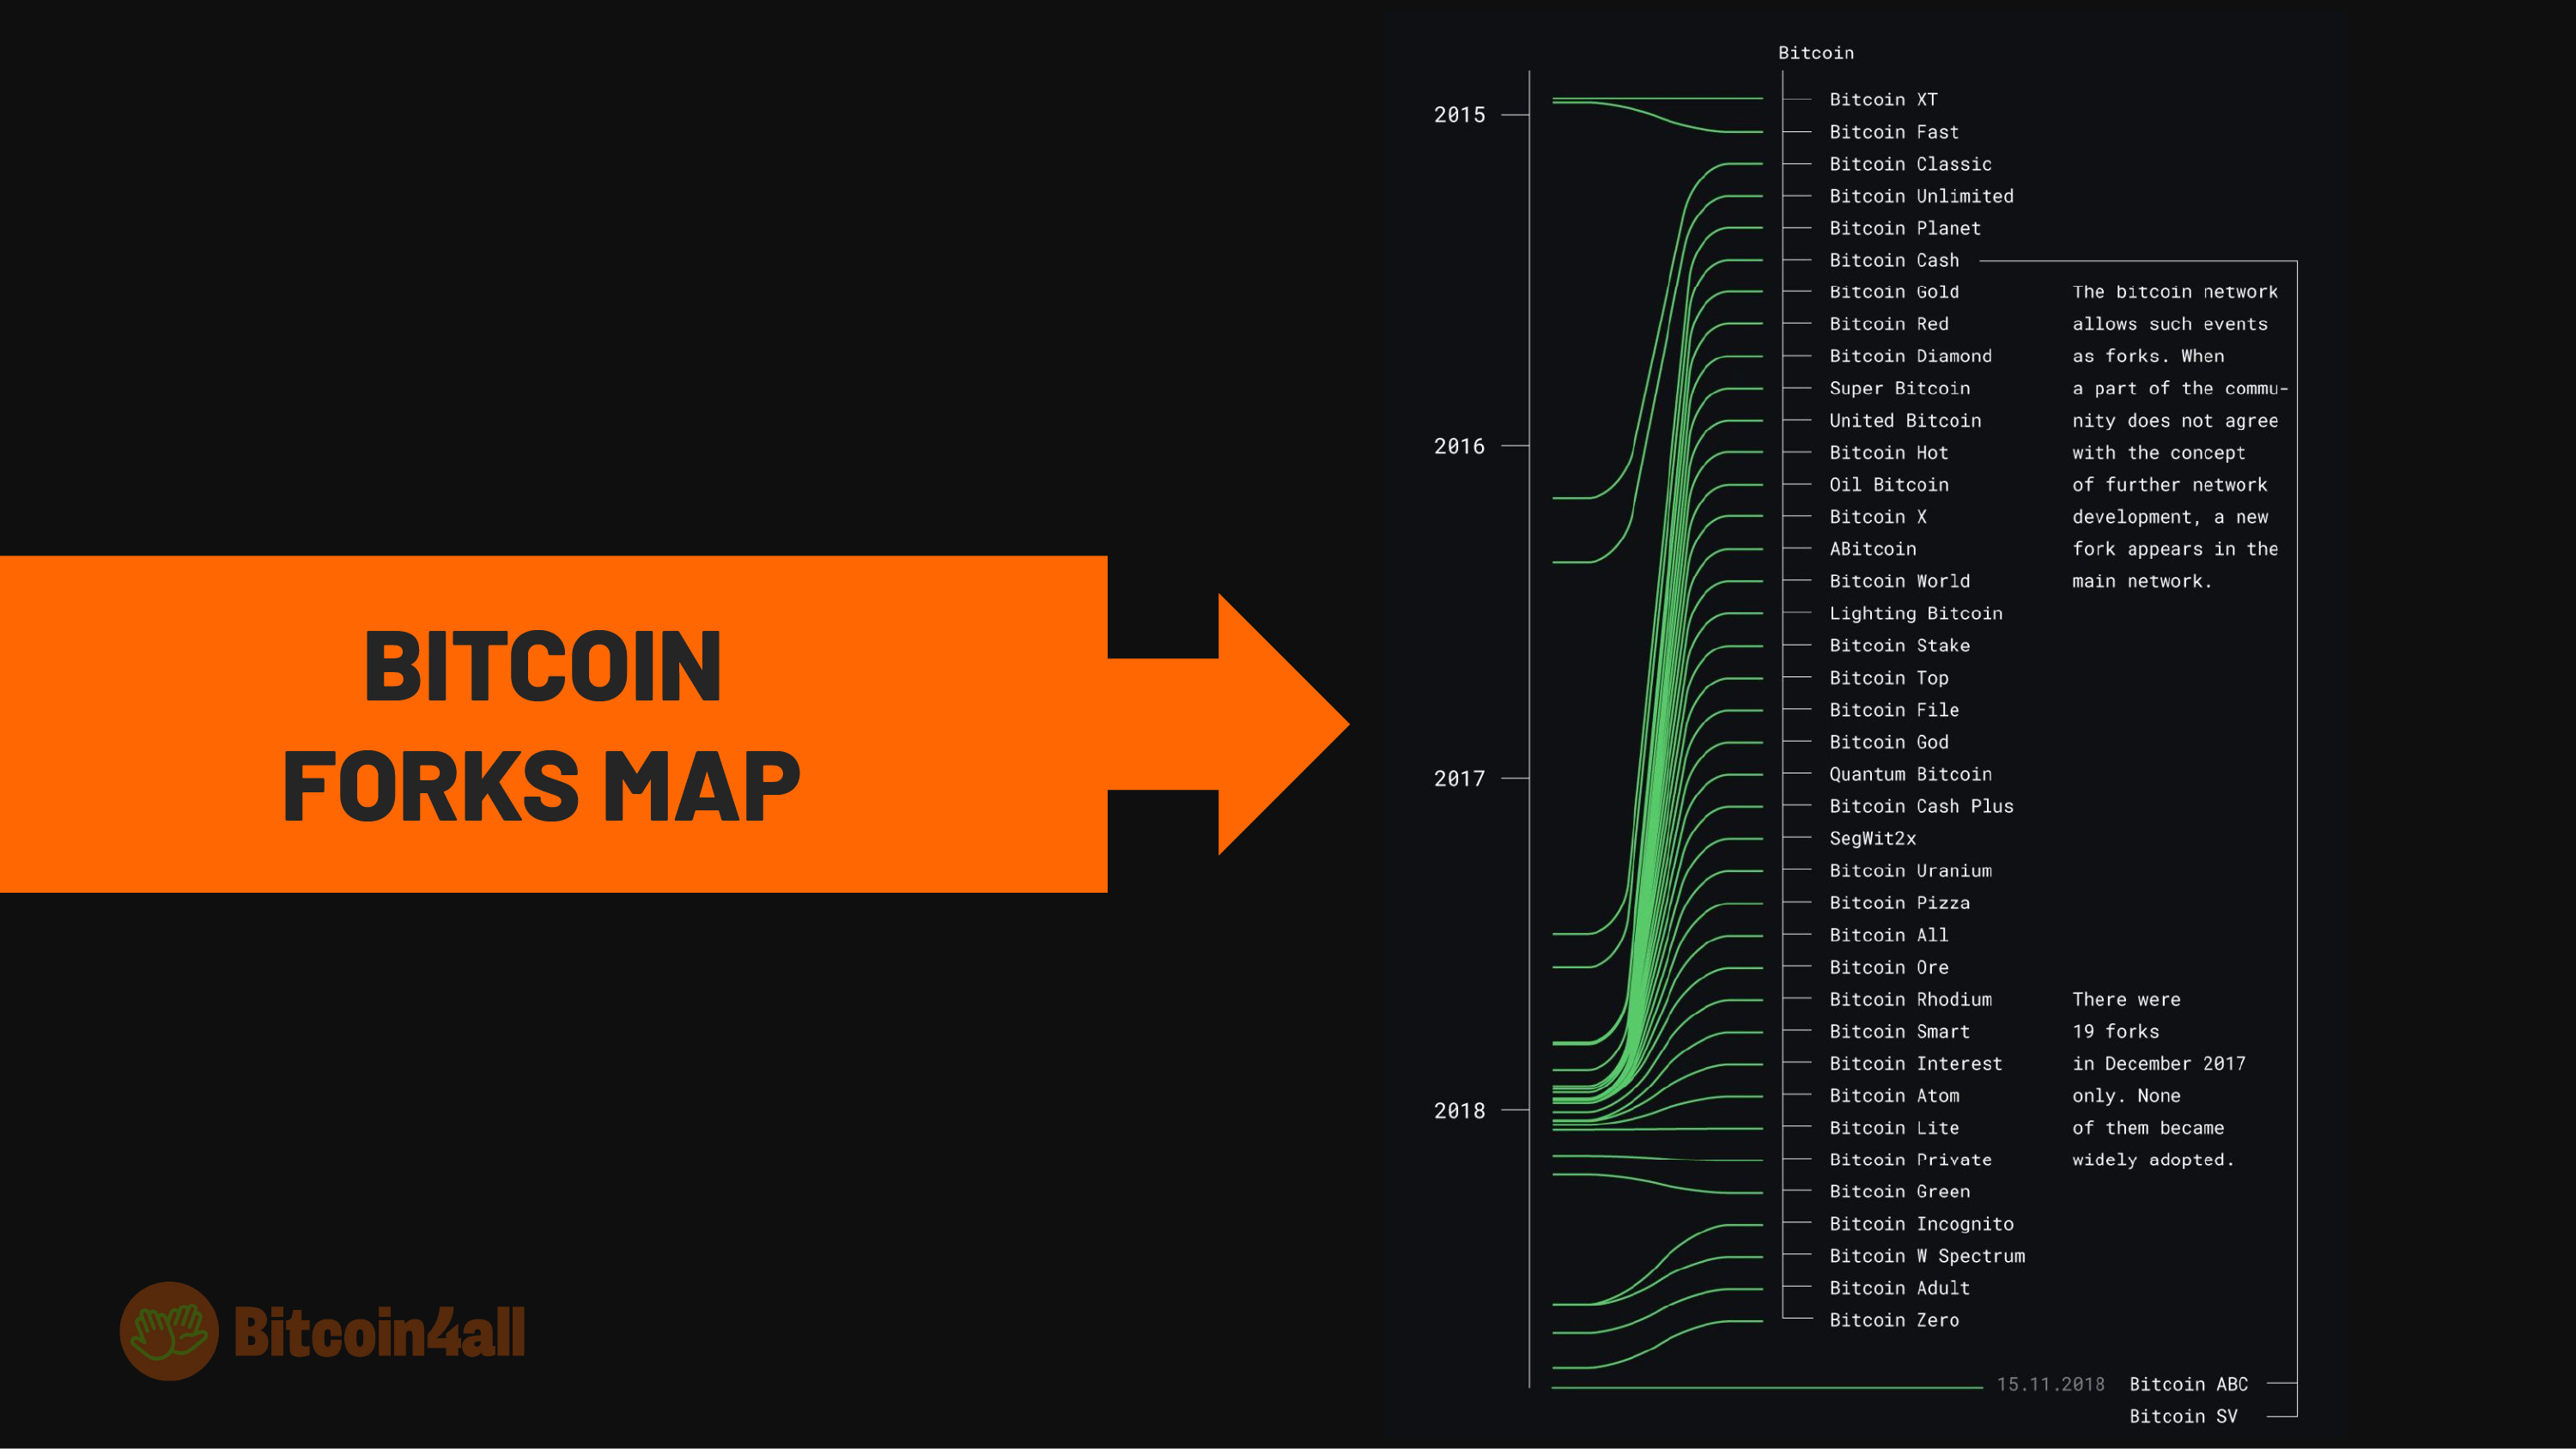 BITCOIN
FORKS MAP
Bitcoin4all
2015
2016
2017
2018
Bitcoin
Bitcoin XT
Bitcoin Fast
Bitcoin Classic
Bitcoin Unlimited
Bitcoin Planet
Bitcoin Cash
Bitcoin Gold
Bitcoin Red
Bitcoin Diamond
Super Bitcoin
United Bitcoin
Bitcoin Hot
Oil Bitcoin
Bitcoin X
ABitcoin
Bitcoin World
Lighting Bitcoin
Bitcoin Stake
Bitcoin Top
Bitcoin File
Bitcoin God
Quantum Bitcoin
Bitcoin Cash Plus
SegWit2x
Bitcoin Uranium
Bitcoin Pizza
Bitcoin All
Bitcoin Ore
Bitcoin Rhodium
Bitcoin Smart
Bitcoin Interest
Bitcoin Atom
Bitcoin Lite
Bitcoin Private
Bitcoin Green
Bitcoin Incognito
Bitcoin W Spectrum
Bitcoin Adult
Bitcoin Zero
The bitcoin network
allows such events
as forks. When
a part of the commu-
nity does not agree
with the concept
of further network
development, a new
fork appears in the
main network.
There were
19 forks
in December 2017
only. None
of them became
widely adopted.
15.11.2018 Bitcoin ABC
Bitcoin SV